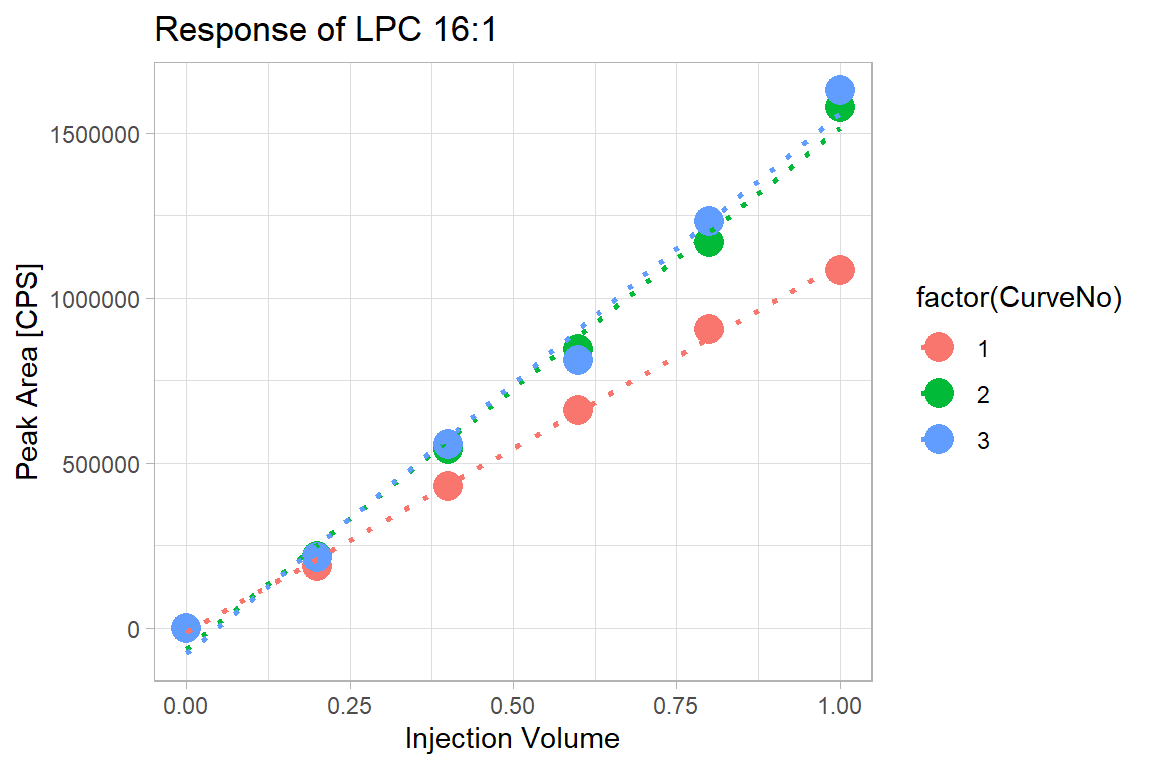 Response of LPC 16:1
Peak Area [CPS]
1500000
1000000
500000
0
0.00 0.25 0.50 0.75 1.00
Injection Volume
factor(CurveNo)
1
2
3